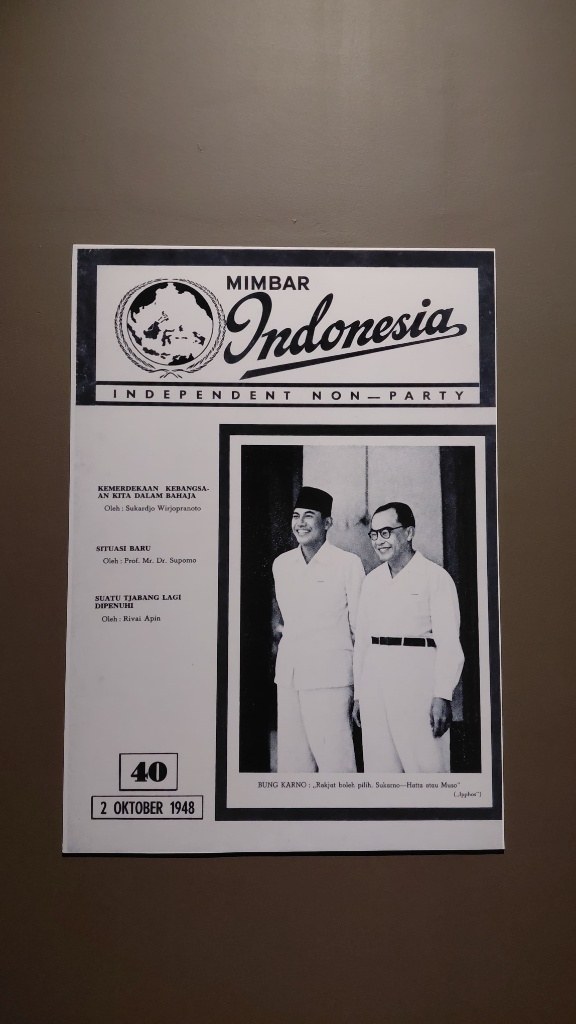 MIMBAR
Indonesia
INDEPENDENT NON—PARTY
KEMERDEKAAN KEBANGSA-
AN KITA DALAM BAHAJA
Oleh : Sukardjo Wirjopranoto
SITUASI BARU
Oleh : Prof. Mr. Dr. Supomo
SUATU TJABANG LAGI
DIPENUHI
Oleh : Rivai Apin
40
2 OKTOBER 1948
BUNG KARNO : „Rakjat boleh pilih, Sukarno—Hatta atau Muso"
(„Ipphos")